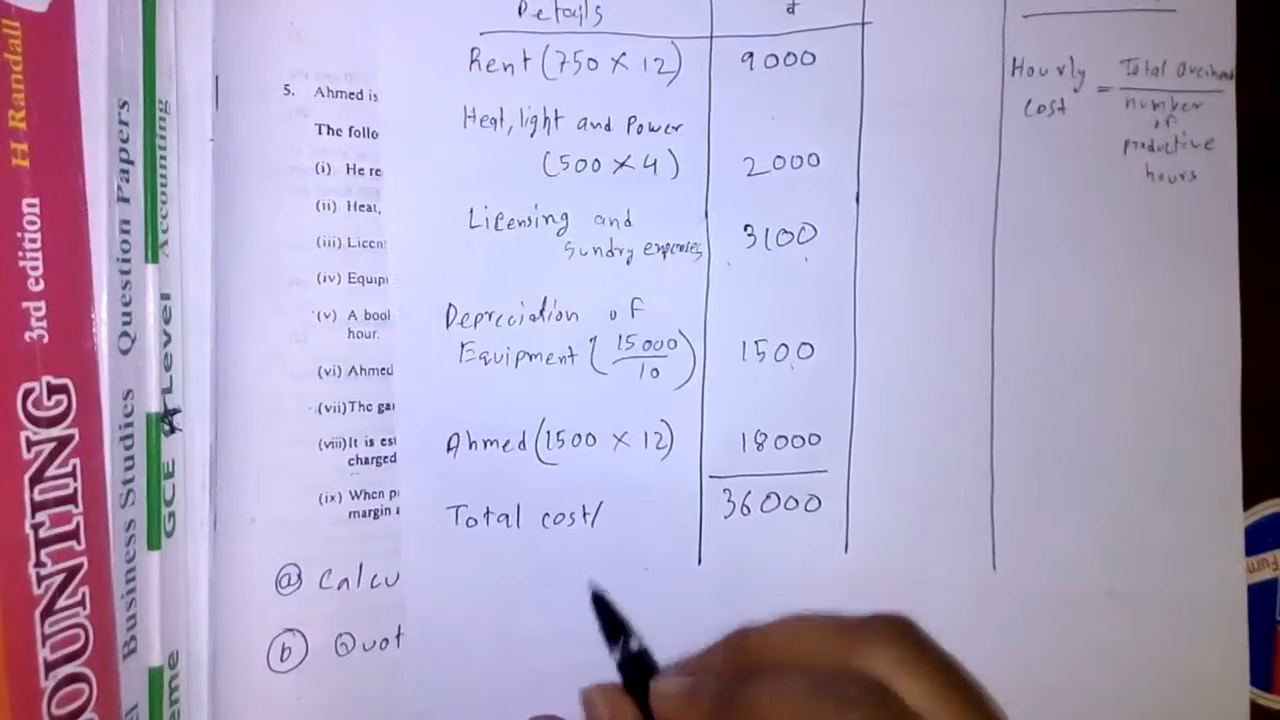 H Randall
3rd edition
OUNTING
Business Studies Question Papers
GCE A Level Accounting
eme
5. Ahmed is
The follo
(i) He re
(ii) Heat,
(iii) Licen
(iv) Equip
(v) A bool
hour.
(vi) Ahmed
(vii) The gar
(viii) It is est
charged
(ix) When p
margin a
(a) Calcu
(b) Quot
Details
Rent (750 × 12) 9000
Heat, light and Power
(500 × 4) 2000
Licensing and
Sundry expenses 3100
Depreciation of
Equipment (15000/10) 1500
Ahmed (1500 × 12) 18000
Total cost/ 36000
Hourly cost = Total Overhead
number
of
productive
hours